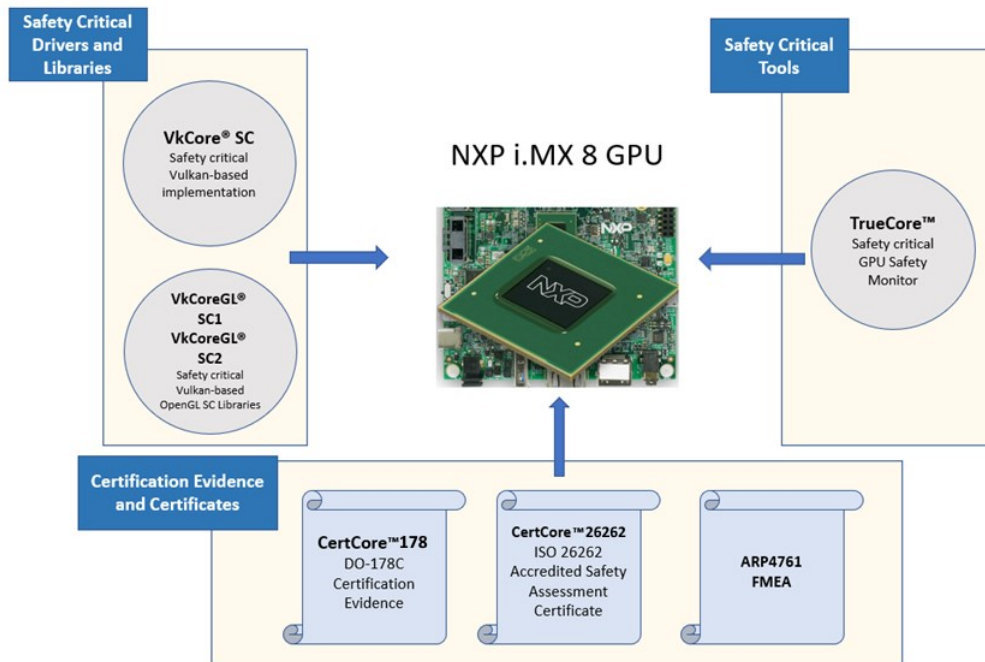 Safety Critical
Drivers and
Libraries
VkCore® SC
Safety critical
Vulkan-based
implementation
VkCoreGL®
SC1
VkCoreGL®
SC2
Safety critical
Vulkan-based
OpenGL SC Libraries
NXP i.MX 8 GPU
NXP
NXP
Safety Critical
Tools
TrueCore™
Safety critical
GPU Safety
Monitor
Certification Evidence
and Certificates
CertCore™178
DO-178C
Certification
Evidence
CertCore™26262
ISO 26262
Accredited Safety
Assessment
Certificate
ARP4761
FMEA